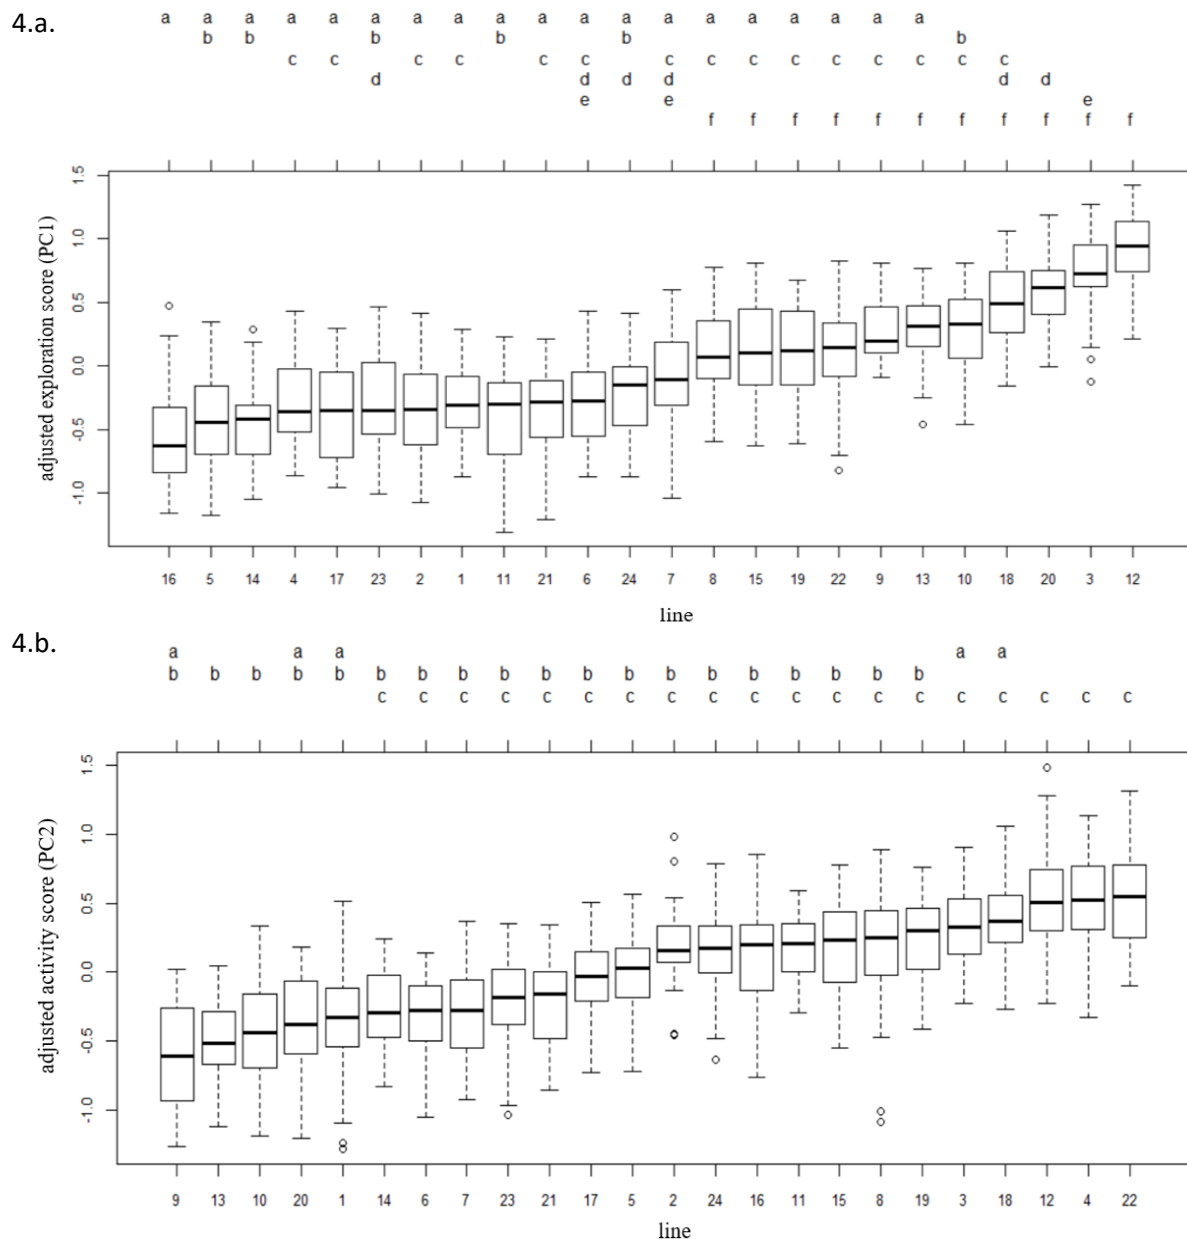 4.a.
a a a a a a a a a a a a a a a a a a a
b b b b b b
c c c c c c c c c c c c c c c
d d d d d d
e e e
f f f f f f f f f f f
1.5
1.0
0.5
0.0
-0.5
-1.0
adjusted exploration score (PC1)
16 5 14 4 17 23 2 1 11 21 6 24 7 8 15 19 22 9 13 10 18 20 3 12
line
4.b.
a a a a a
b b b b b b b b b b b b b b b b b b b
c c c c c c c c c c c c c c c c c c c
1.5
1.0
0.5
0.0
-0.5
-1.0
adjusted activity score (PC2)
9 13 10 20 1 14 6 7 23 21 17 5 2 24 16 11 15 8 19 3 18 12 4 22
line